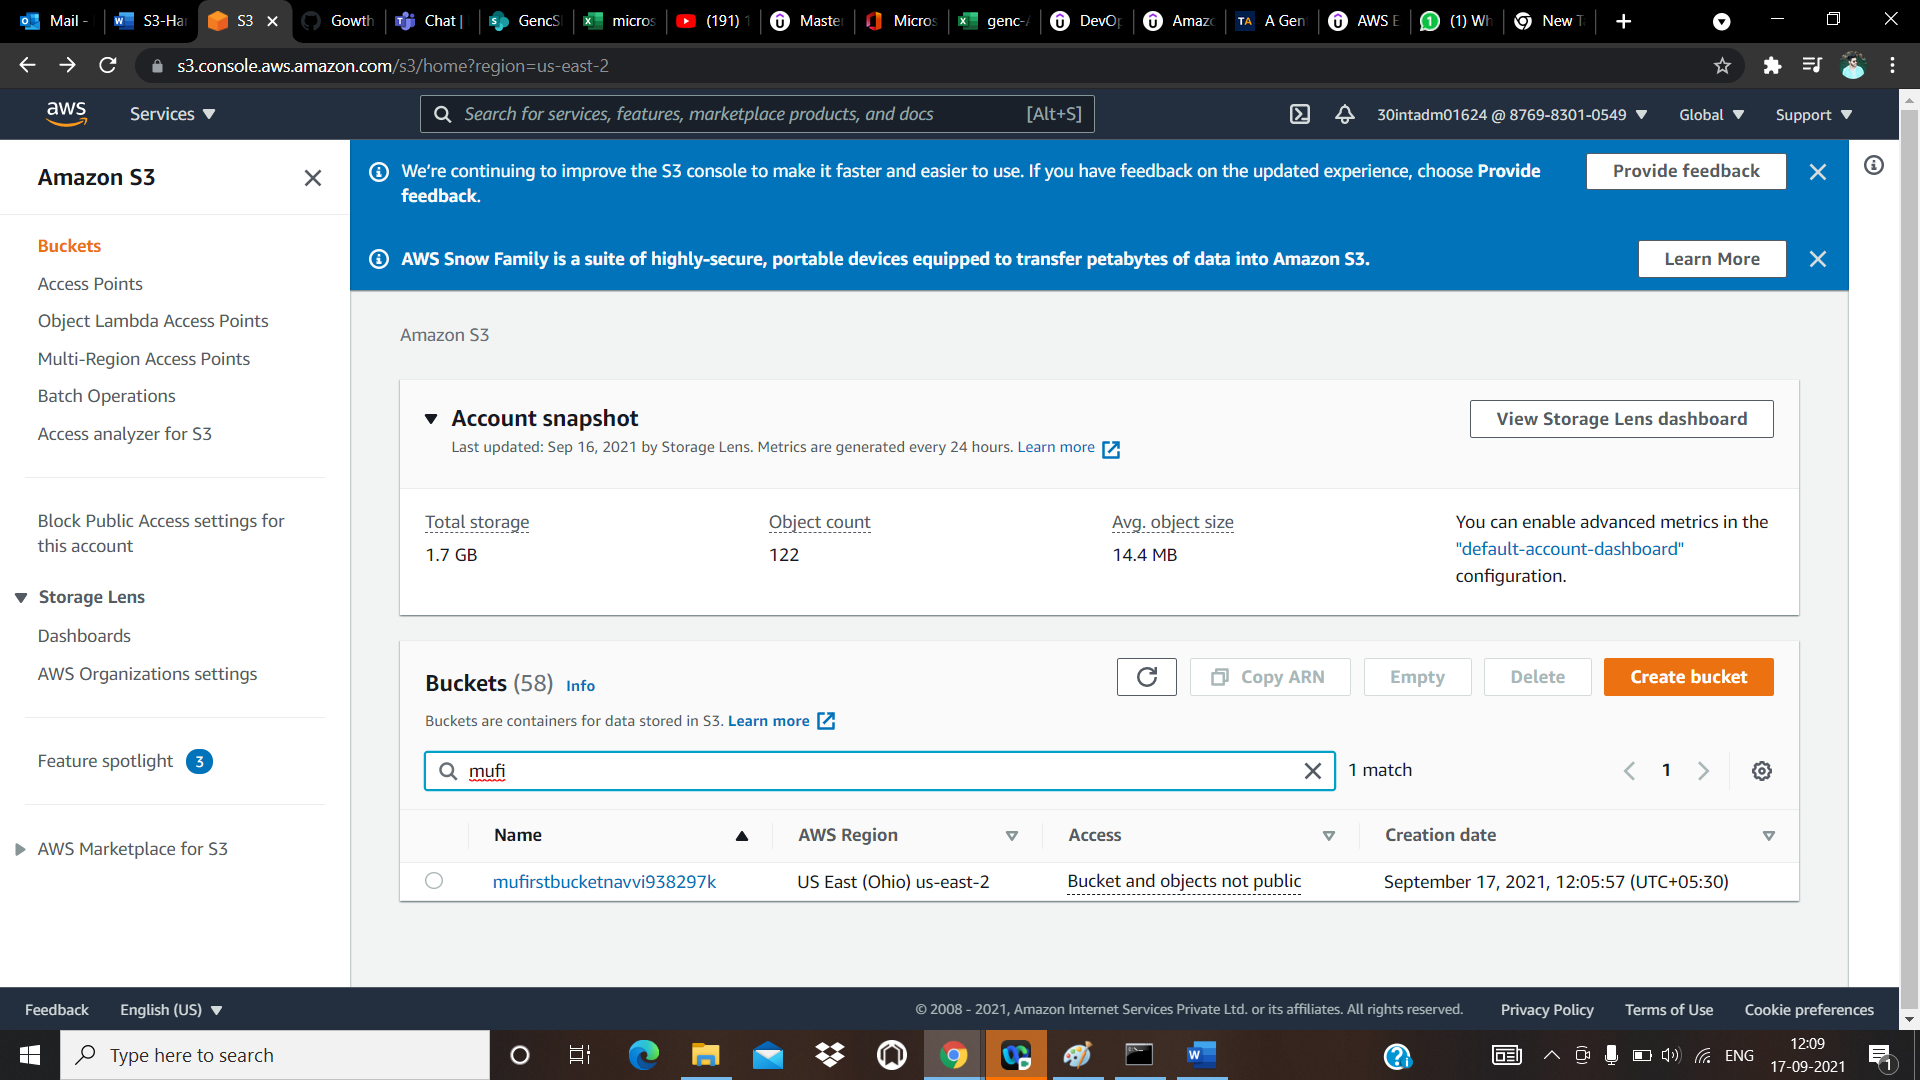 Mail -
S3-Ha
S3
Gowth
Chat |
GencS
micros
(191)
Master
Micros
genc-
DevOp
Amazo
TA
A Gen
AWS E
(1) Wh
New T
s3.console.aws.amazon.com/s3/home?region=us-east-2
aws
Services
Search for services, features, marketplace products, and docs
[Alt+S]
30intadm01624 @ 8769-8301-0549
Global
Support
Amazon S3
We're continuing to improve the S3 console to make it faster and easier to use. If you have feedback on the updated experience, choose Provide
feedback.
Provide feedback
Buckets
AWS Snow Family is a suite of highly-secure, portable devices equipped to transfer petabytes of data into Amazon S3.
Learn More
Access Points
Object Lambda Access Points
Multi-Region Access Points
Batch Operations
Access analyzer for S3
Block Public Access settings for
this account
Storage Lens
Dashboards
AWS Organizations settings
Feature spotlight 3
AWS Marketplace for S3
Amazon S3
Account snapshot
Last updated: Sep 16, 2021 by Storage Lens. Metrics are generated every 24 hours. Learn more
View Storage Lens dashboard
Total storage
1.7 GB
Object count
122
Avg. object size
14.4 MB
You can enable advanced metrics in the
"default-account-dashboard"
configuration.
Buckets (58) Info
Copy ARN
Empty
Delete
Create bucket
Buckets are containers for data stored in S3. Learn more
mufi
1 match
1
Name
AWS Region
Access
Creation date
mufirstbucketnavvi938297k
US East (Ohio) us-east-2
Bucket and objects not public
September 17, 2021, 12:05:57 (UTC+05:30)
Feedback
English (US)
© 2008 - 2021, Amazon Internet Services Private Ltd. or its affiliates. All rights reserved.
Privacy Policy
Terms of Use
Cookie preferences
Type here to search
ENG
12:09
17-09-2021
1